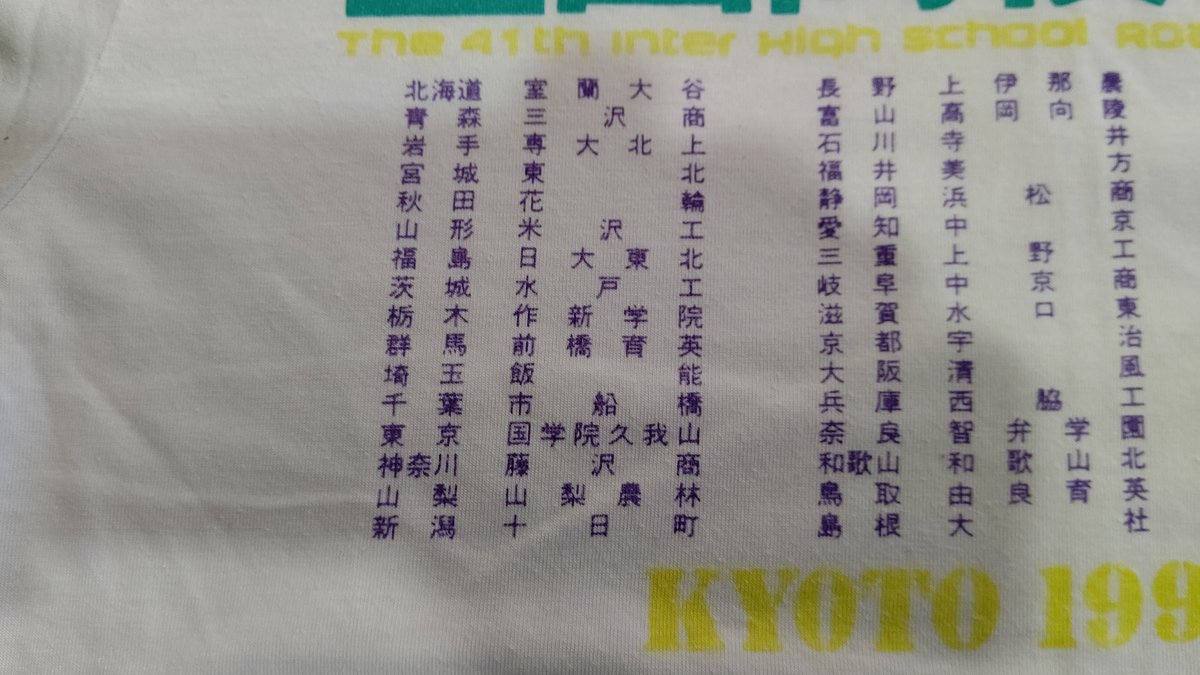 The 41th Inter High School Roa
北海道 室蘭大谷
青森 三沢商
岩手 専大北上
宮城 東北
秋田 花輪
山形 米沢工
福島 日大東北
茨城 水戸工
栃木 作新学院
群馬 前橋育英
埼玉 飯能
千葉 市船橋
東京 国学院久我山
神奈川 藤沢商
山梨 山梨農林
新潟 十日町
長野 上伊那農
富山 高岡向陵
石川 寺井
福井 美方
静岡 浜松商
愛知 中京
三重 上野工
岐阜 中京商
滋賀 水口東
京都 宇治
大阪 清風
兵庫 西脇工
奈良 智弁学園
和歌山 和歌山北
鳥取 由良育英
島根 大社
KYOTO 199